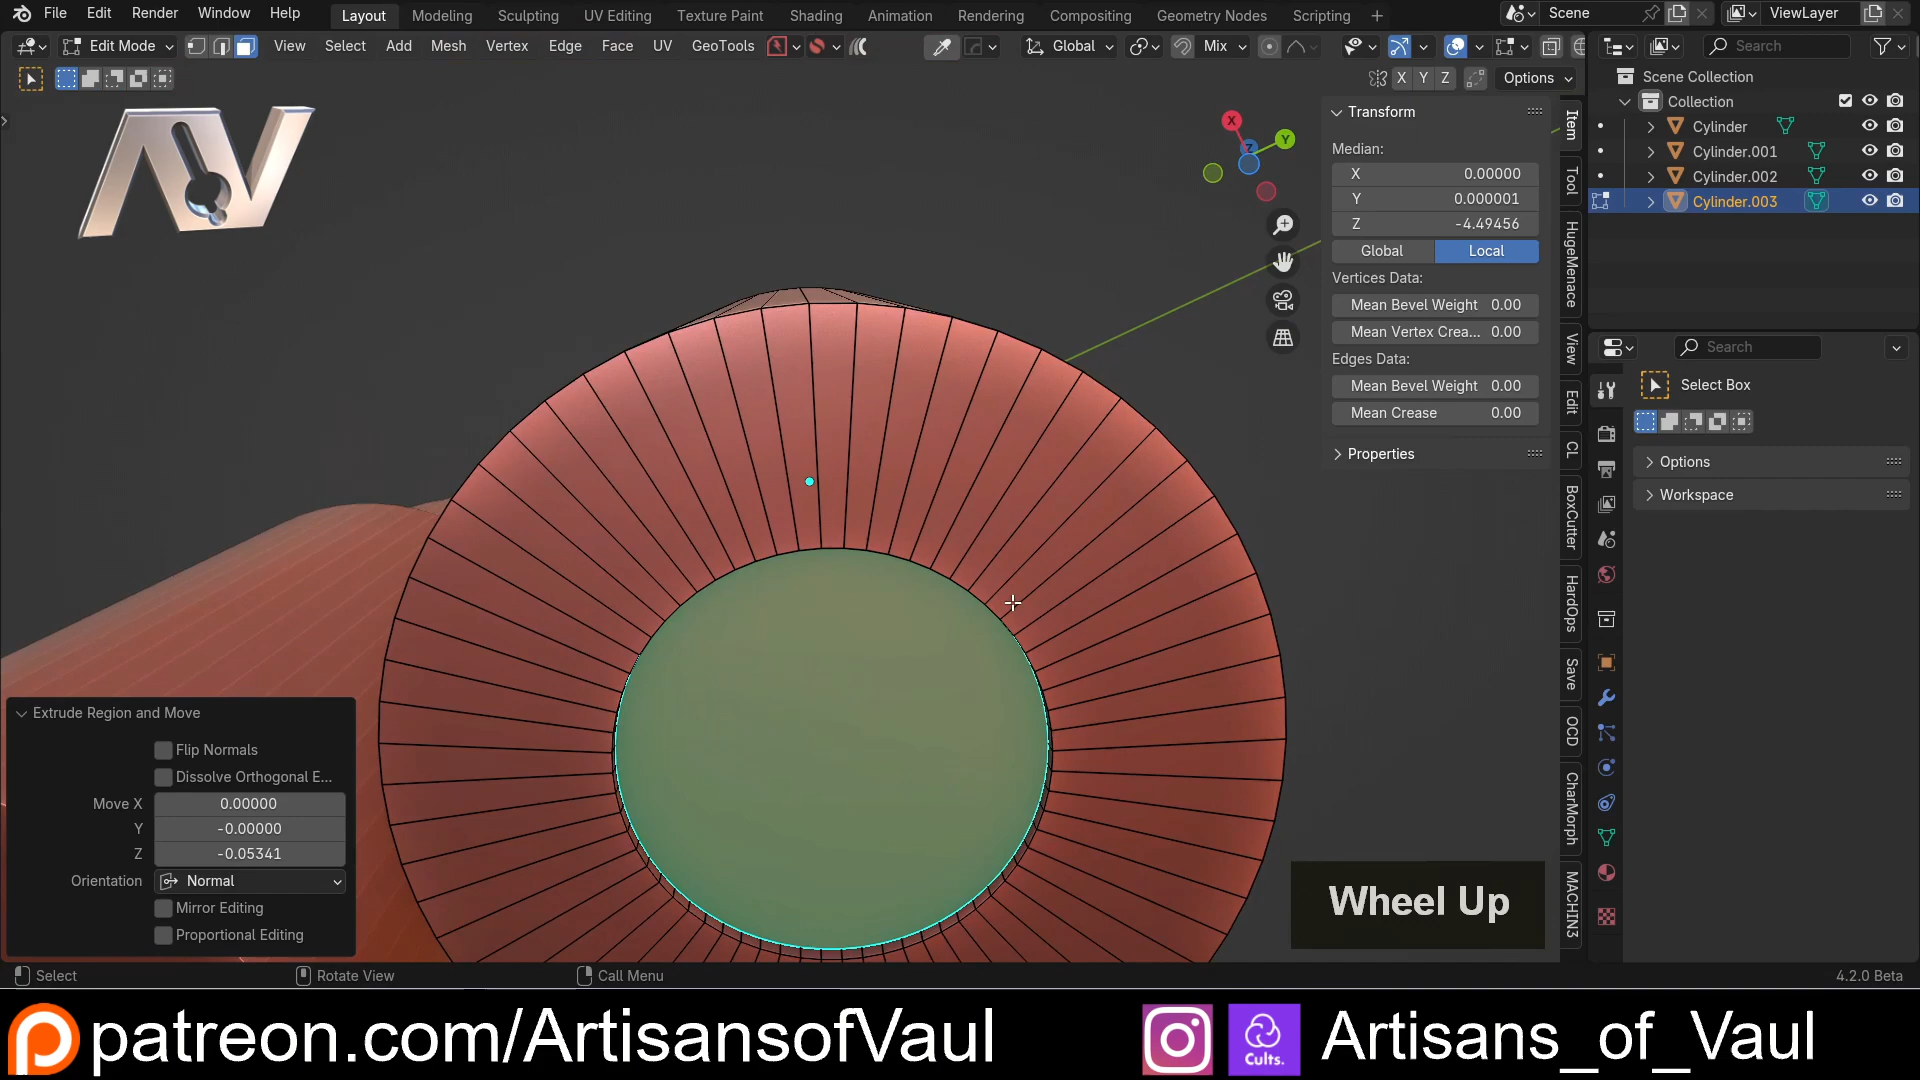 File Edit Render Window Help Layout Modeling Sculpting UV Editing Texture Paint Shading Animation Rendering Compositing Geometry Nodes Scripting + Scene ViewLayer
Edit Mode View Select Add Mesh Vertex Edge Face UV GeoTools Global Mix Search
X Y Z Options
Scene Collection
Collection
Cylinder
Cylinder.001
Cylinder.002
Cylinder.003
AV
X Y Z
Transform
Median:
X 0.00000
Y 0.000001
Z -4.49456
Global Local
Vertices Data:
Mean Bevel Weight 0.00
Mean Vertex Crea... 0.00
Edges Data:
Mean Bevel Weight 0.00
Mean Crease 0.00
Properties
Item
Tool
HugeMenace
View
Edit
CL
BoxCutter
HardOps
Save
OCD
CharMorph
MACHIN3
Search
Select Box
Options
Workspace
Extrude Region and Move
Flip Normals
Dissolve Orthogonal E...
Move X 0.00000
Y -0.00000
Z -0.05341
Orientation Normal
Mirror Editing
Proportional Editing
Wheel Up
Select Rotate View Call Menu 4.2.0 Beta
patreon.com/ArtisansofVaul Cults. Artisans_of_Vaul